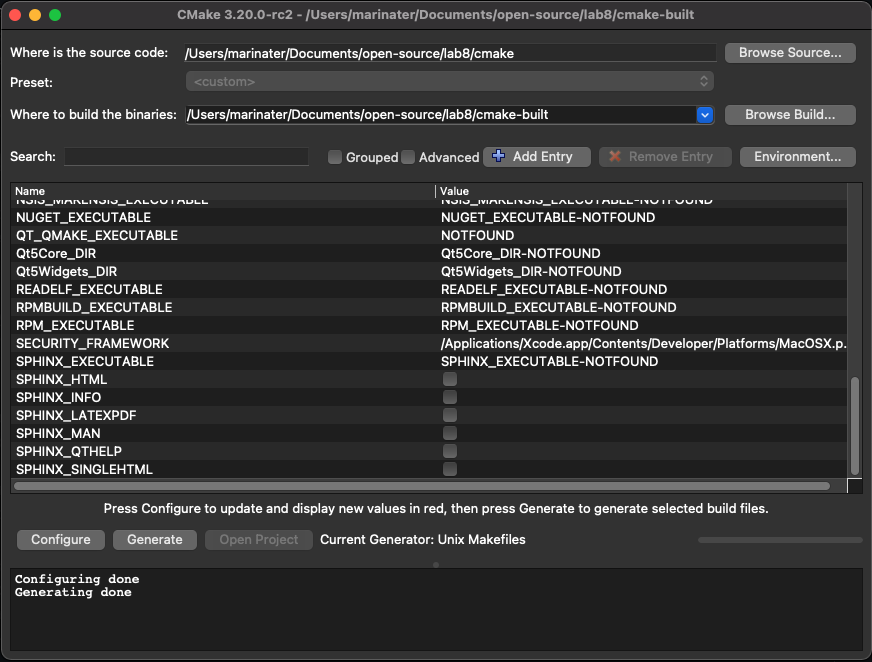 CMake 3.20.0-rc2 - /Users/marinater/Documents/open-source/lab8/cmake-built
Where is the source code: /Users/marinater/Documents/open-source/lab8/cmake Browse Source...
Preset: <custom>
Where to build the binaries: /Users/marinater/Documents/open-source/lab8/cmake-built Browse Build...
Search: Grouped Advanced Add Entry Remove Entry Environment...
Name Value
NSIS_MAKENSIS_EXECUTABLE NSIS_MAKENSIS_EXECUTABLE-NOTFOUND
NUGET_EXECUTABLE NUGET_EXECUTABLE-NOTFOUND
QT_QMAKE_EXECUTABLE NOTFOUND
Qt5Core_DIR Qt5Core_DIR-NOTFOUND
Qt5Widgets_DIR Qt5Widgets_DIR-NOTFOUND
READELF_EXECUTABLE READELF_EXECUTABLE-NOTFOUND
RPMBUILD_EXECUTABLE RPMBUILD_EXECUTABLE-NOTFOUND
RPM_EXECUTABLE RPM_EXECUTABLE-NOTFOUND
SECURITY_FRAMEWORK /Applications/Xcode.app/Contents/Developer/Platforms/MacOSX.p.
SPHINX_EXECUTABLE SPHINX_EXECUTABLE-NOTFOUND
SPHINX_HTML
SPHINX_INFO
SPHINX_LATEXPDF
SPHINX_MAN
SPHINX_QTHELP
SPHINX_SINGLEHTML
Press Configure to update and display new values in red, then press Generate to generate selected build files.
Configure Generate Open Project Current Generator: Unix Makefiles
Configuring done
Generating done